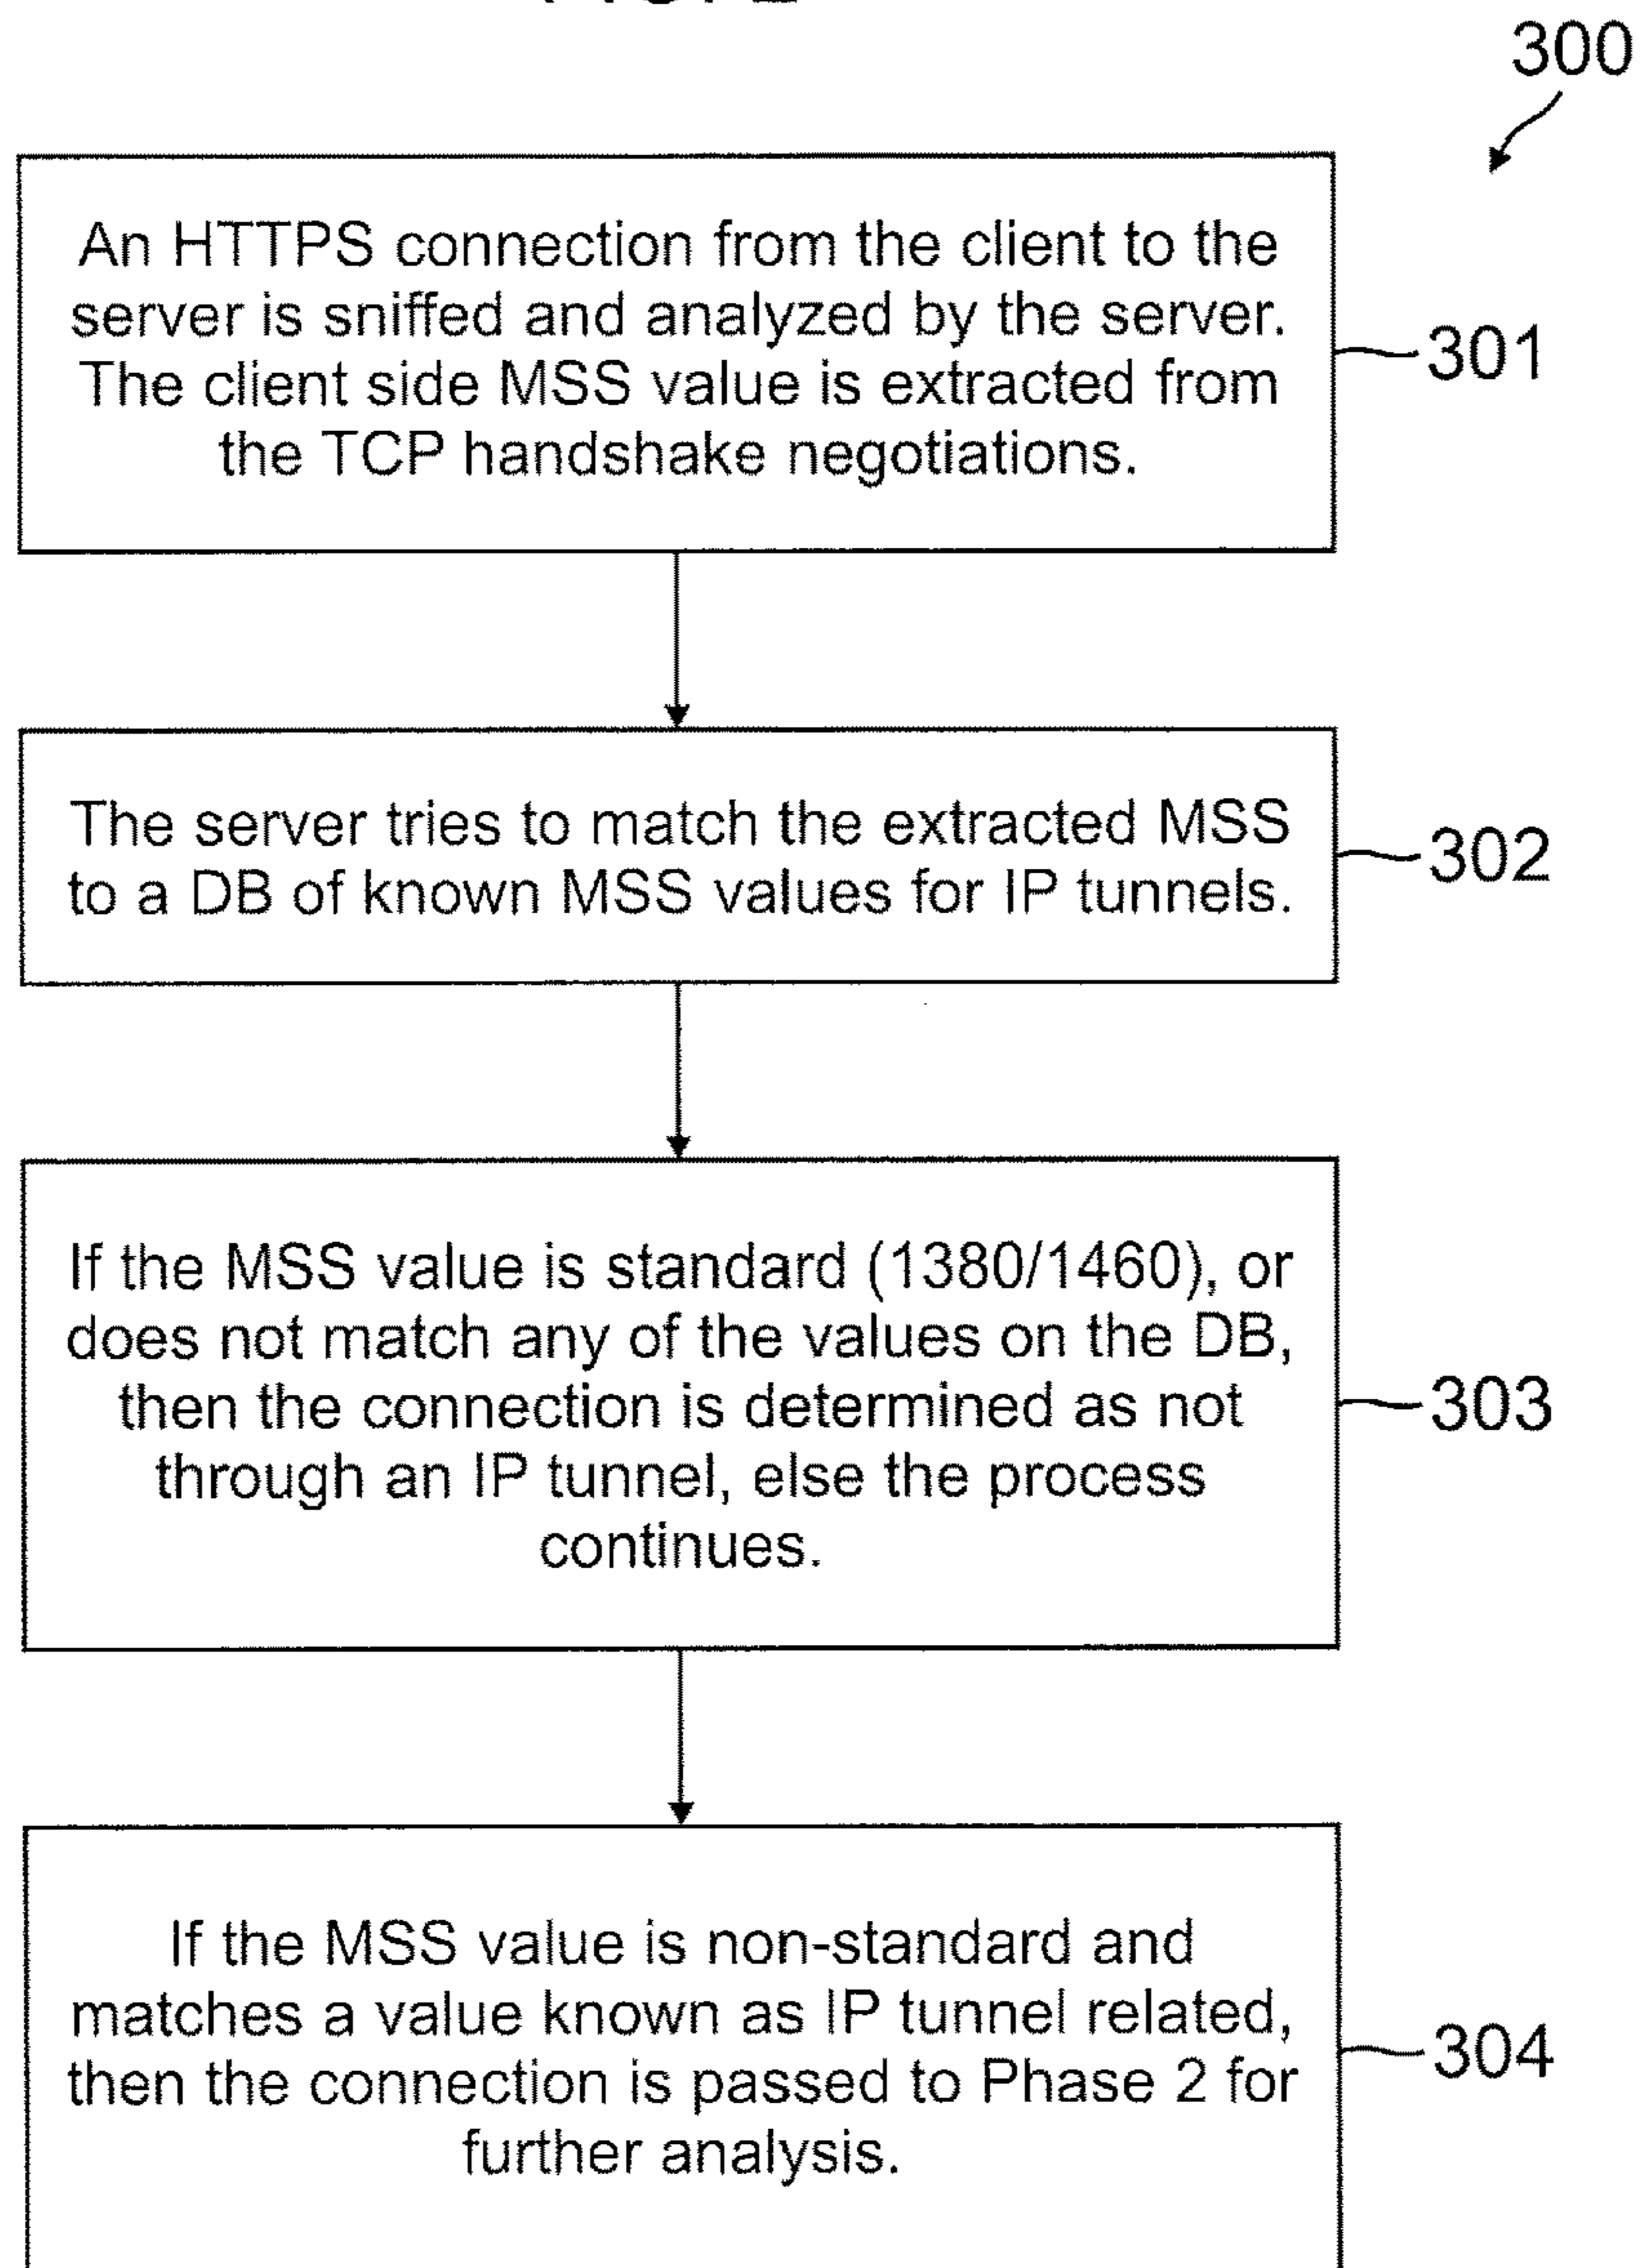 300
An HTTPS connection from the client to the
server is sniffed and analyzed by the server.
The client side MSS value is extracted from
the TCP handshake negotiations.
301
The server tries to match the extracted MSS
to a DB of known MSS values for IP tunnels.
302
If the MSS value is standard (1380/1460), or
does not match any of the values on the DB,
then the connection is determined as not
through an IP tunnel, else the process
continues.
303
If the MSS value is non-standard and
matches a value known as IP tunnel related,
then the connection is passed to Phase 2 for
further analysis.
304